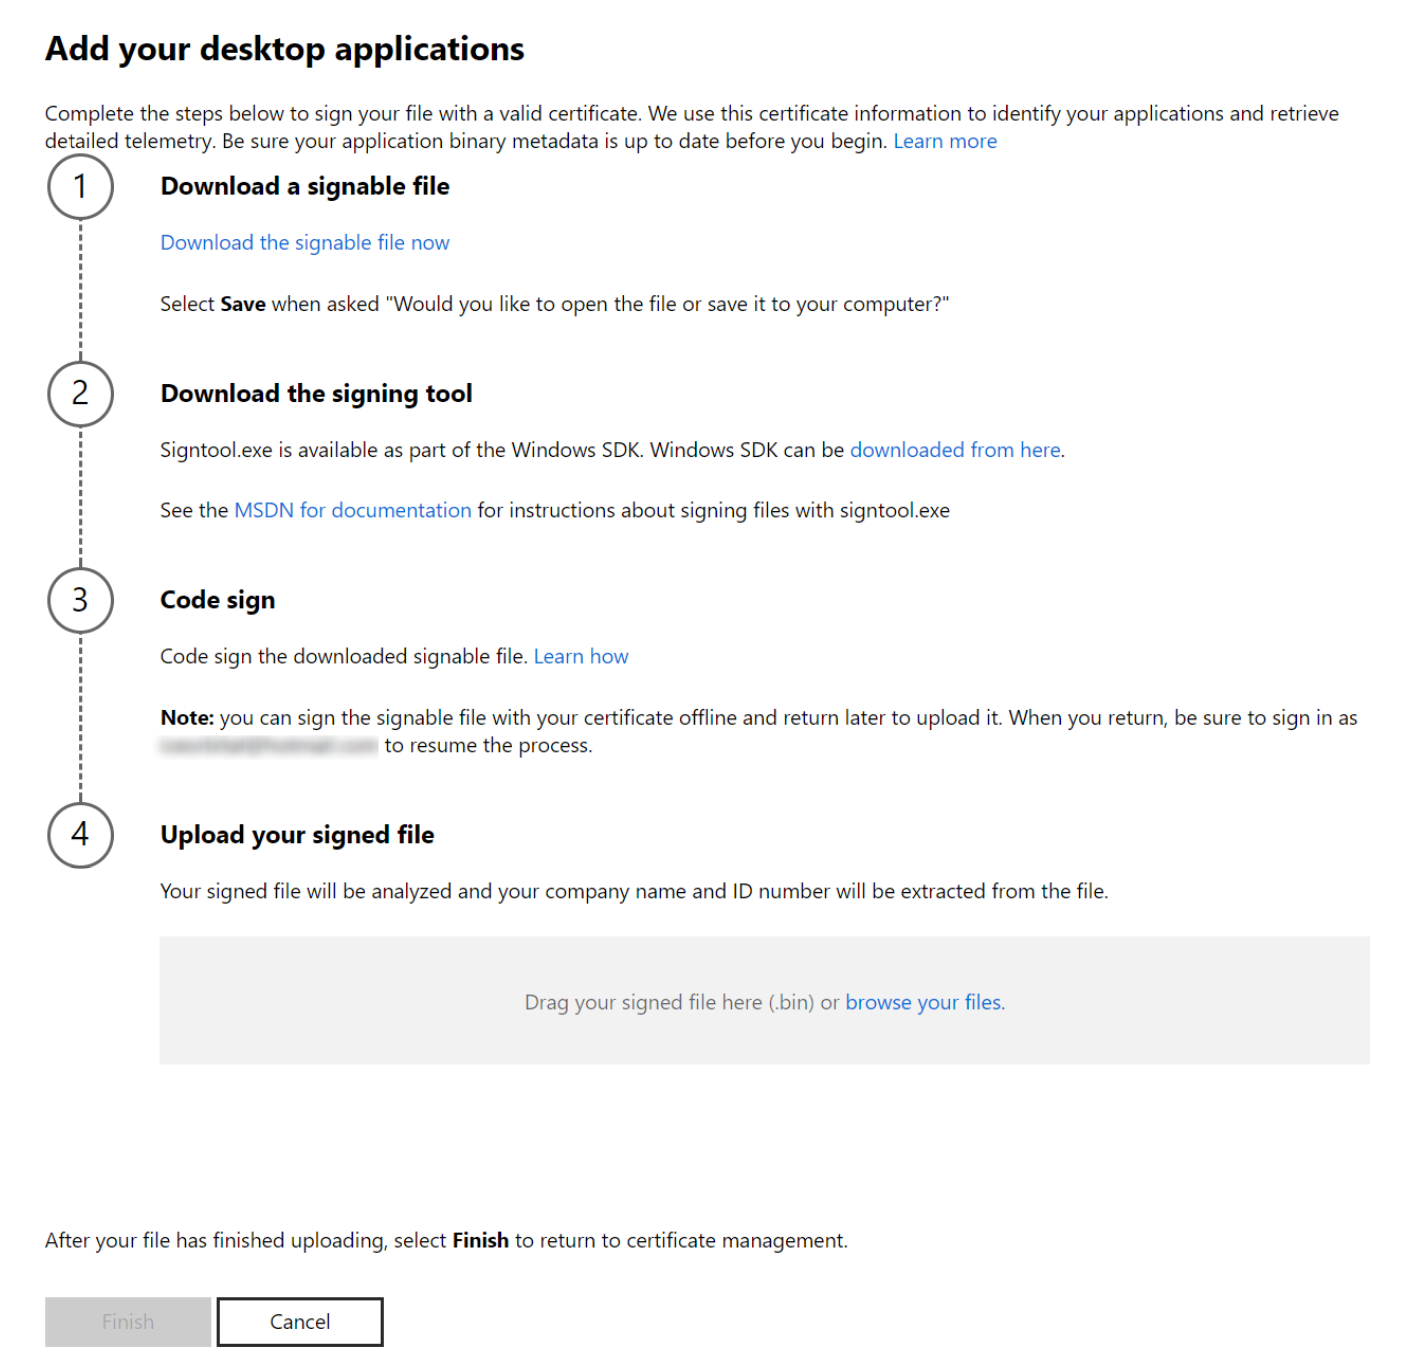 Add your desktop applications
Complete the steps below to sign your file with a valid certificate. We use this certificate information to identify your applications and retrieve
detailed telemetry. Be sure your application binary metadata is up to date before you begin. Learn more
1
Download a signable file
Download the signable file now
Select Save when asked "Would you like to open the file or save it to your computer?"
2
Download the signing tool
Signtool.exe is available as part of the Windows SDK. Windows SDK can be downloaded from here.
See the MSDN for documentation for instructions about signing files with signtool.exe
3
Code sign
Code sign the downloaded signable file. Learn how
Note: you can sign the signable file with your certificate offline and return later to upload it. When you return, be sure to sign in as
to resume the process.
4
Upload your signed file
Your signed file will be analyzed and your company name and ID number will be extracted from the file.
Drag your signed file here (.bin) or browse your files.
After your file has finished uploading, select Finish to return to certificate management.
Finish
Cancel